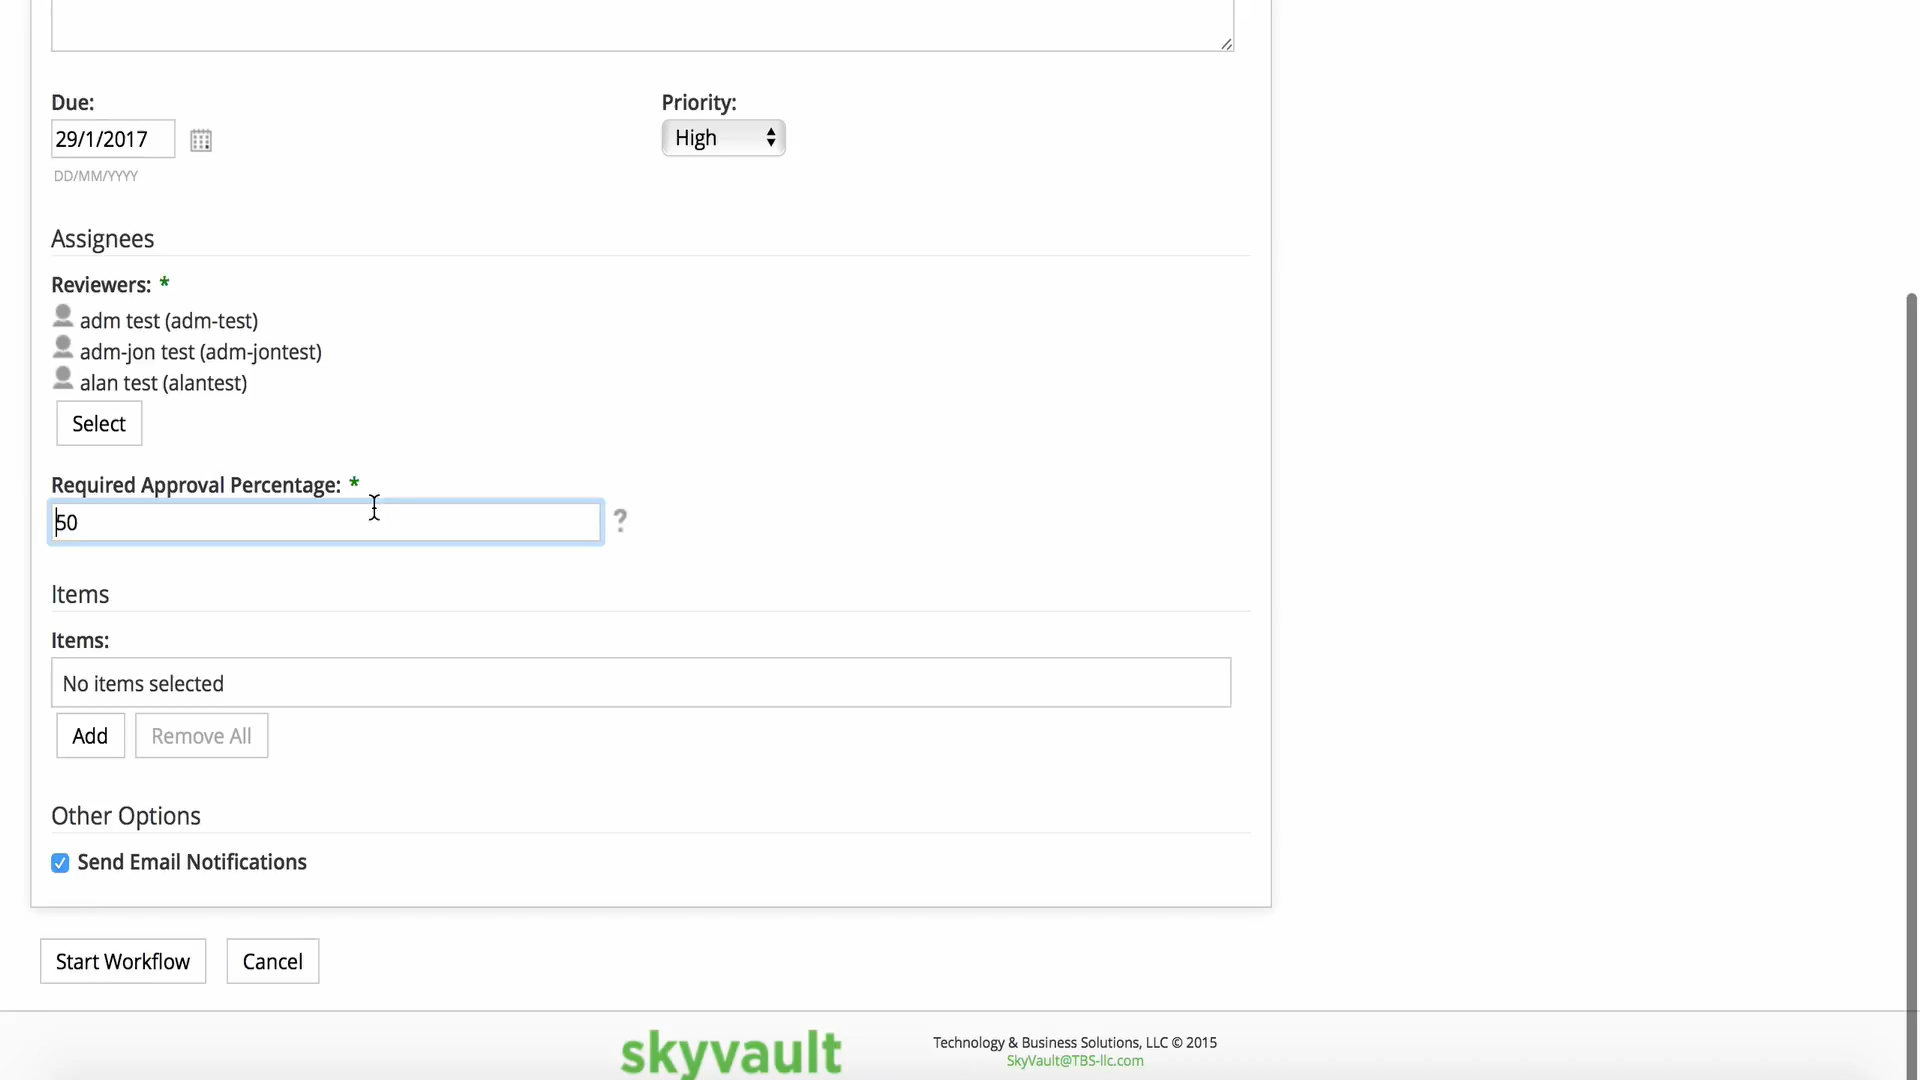 Due:
Priority:
29/1/2017
High
DD/MM/YYYY
Assignees
Reviewers: *
adm test (adm-test)
adm-jon test (adm-jontest)
alan test (alantest)
Select
Required Approval Percentage: *
50
?
Items
Items:
No items selected
Add
Remove All
Other Options
Send Email Notifications
Start Workflow
Cancel
skyvault
Technology & Business Solutions, LLC © 2015
SkyVault@TBS-llc.com